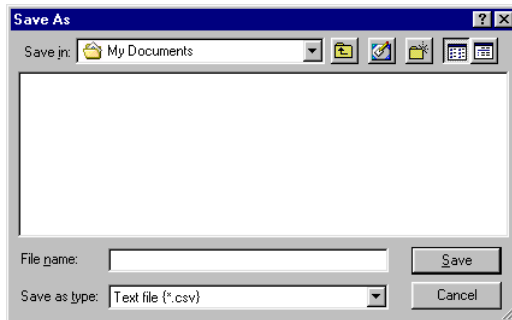 Save As
Save in: My Documents
File name:
Save
Save as type: Text file {*.csv}
Cancel